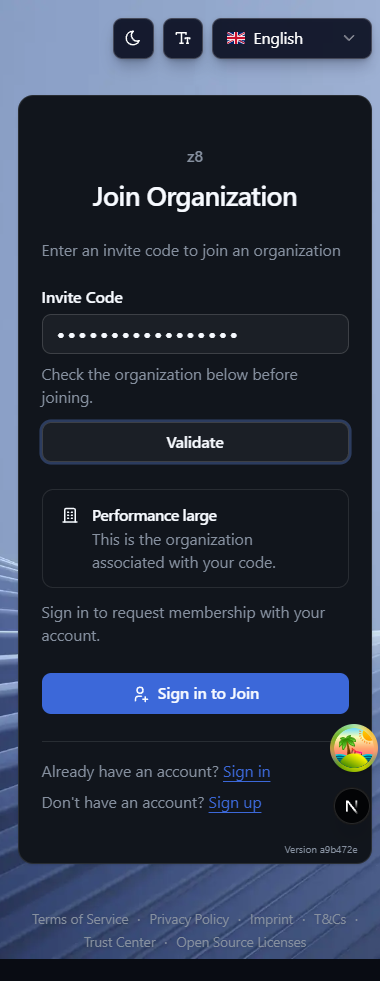 English
z8
Join Organization
Enter an invite code to join an organization
Invite Code
•••••••••••••••••
Check the organization below before
joining.
Validate
Performance large
This is the organization
associated with your code.
Sign in to request membership with your
account.
Sign in to Join
Already have an account? Sign in
Don't have an account? Sign up
N
Version a9b472e
Terms of Service · Privacy Policy · Imprint · T&Cs ·
Trust Center · Open Source Licenses